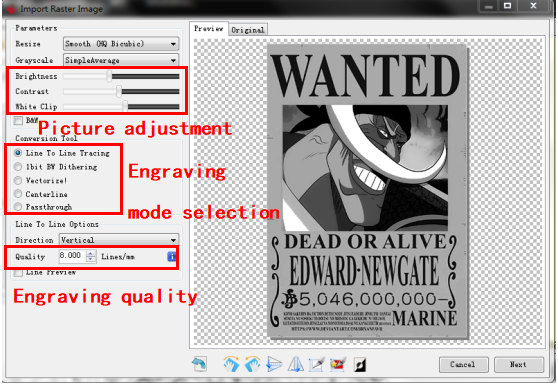 Import Raster Image
Parameters
Resize Smooth (HQ Bicubic)
Grayscale SimpleAverage
Brightness
Contrast
White Clip
B&W
Picture adjustment
Conversion Tool
Line To Line Tracing
1bit BW Dithering
Vectorize!
Centerline
Passthrough
Engraving
mode selection
Line To Line Options
Direction Vertical
Quality 8.000 Lines/mm
Line Preview
Engraving quality
Preview Original
WANTED
DEAD OR ALIVE
EDWARD·NEWGATE
5,046,000,000-
MARINE
Cancel Next